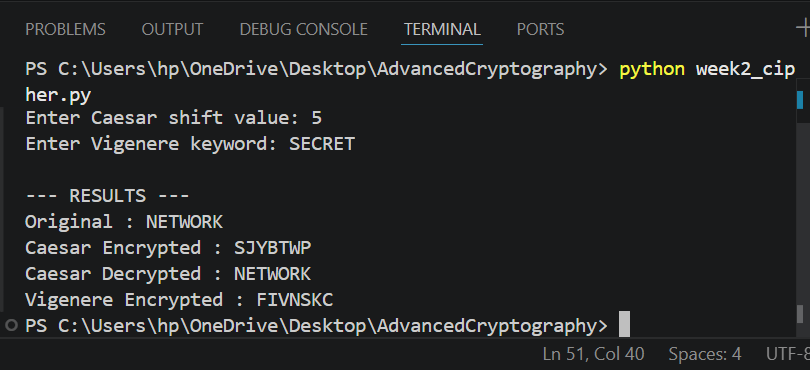 PROBLEMS OUTPUT DEBUG CONSOLE TERMINAL PORTS
PS C:\Users\hp\OneDrive\Desktop\AdvancedCryptography> python week2_cip
her.py
Enter Caesar shift value: 5
Enter Vigenere keyword: SECRET
--- RESULTS ---
Original : NETWORK
Caesar Encrypted : SJYBTWP
Caesar Decrypted : NETWORK
Vigenere Encrypted : FIVNSKC
PS C:\Users\hp\OneDrive\Desktop\AdvancedCryptography>
Ln 51, Col 40 Spaces: 4 UTF-8